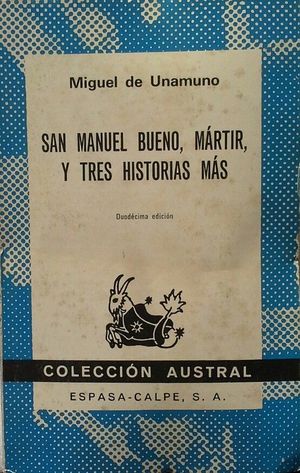 Miguel de Unamuno
SAN MANUEL BUENO, MÁRTIR,
Y TRES HISTORIAS MÁS
Duodécima edición
COLECCIÓN AUSTRAL
ESPASA-CALPE, S. A.